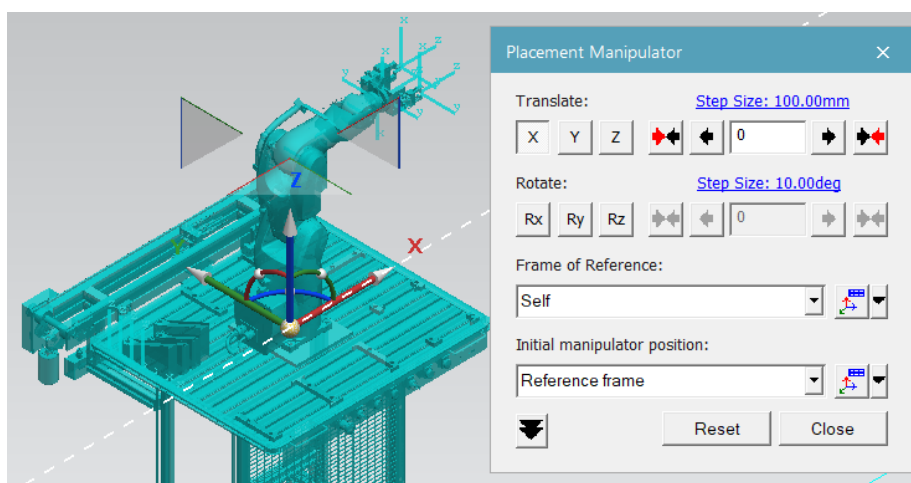 Placement Manipulator
Translate: Step Size: 100.00mm
X Y Z 0
Rotate: Step Size: 10.00deg
Rx Ry Rz 0
Frame of Reference:
Self
Initial manipulator position:
Reference frame
Reset Close
x
z
x
z
y
y
x
Z
Y
X